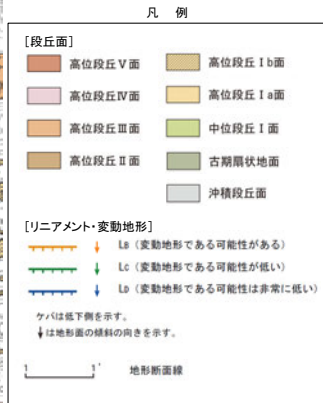 凡 例
[段丘面]
高位段丘Ⅴ面
高位段丘Ⅳ面
高位段丘Ⅲ面
高位段丘Ⅱ面
高位段丘Ⅰb面
高位段丘Ⅰa面
中位段丘Ⅰ面
古期扇状地面
沖積段丘面
[リニアメント・変動地形]
LB（変動地形である可能性がある）
LC（変動地形である可能性が低い）
LD（変動地形である可能性は非常に低い）
ケバは低下側を示す。
↓は地形面の傾斜の向きを示す。
1 1' 地形断面線